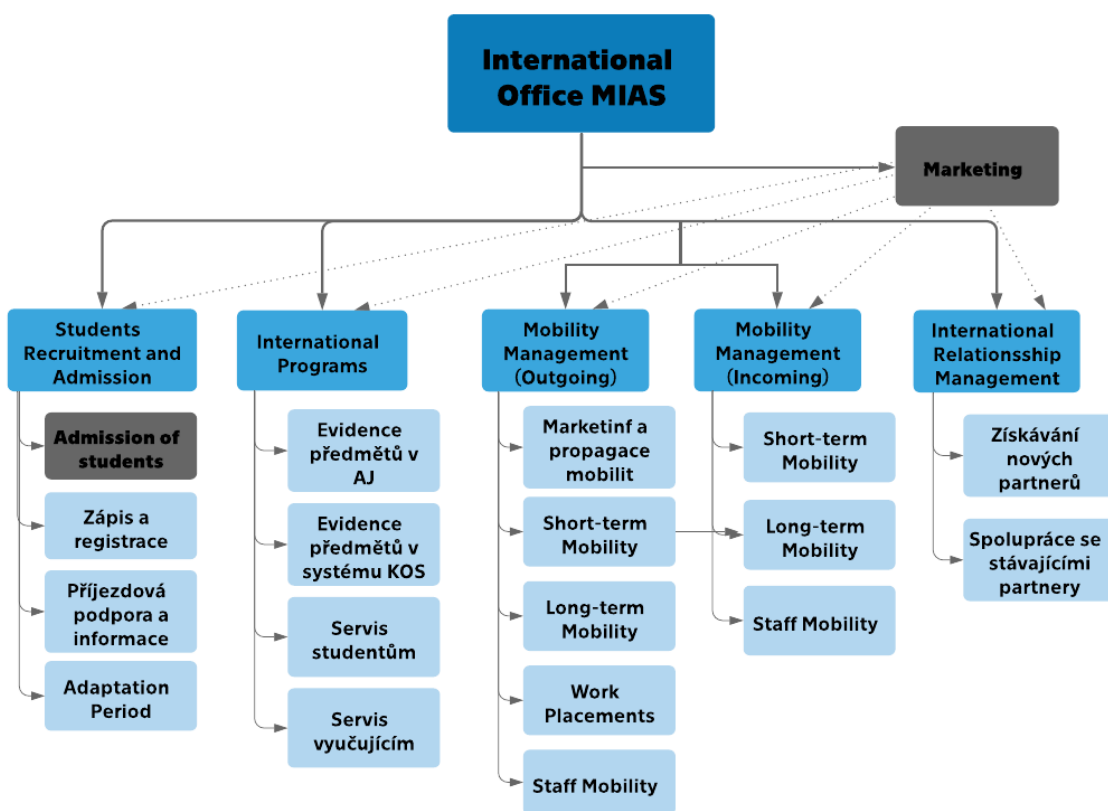 International
Office MIAS
Marketing
Students
Recruitment and
Admission
Admission of
students
Zápis a
registrace
Příjezdová
podpora a
informace
Adaptation
Period
International
Programs
Evidence
předmětů v
AJ
Evidence
předmětů v
systému KOS
Servis
studentům
Servis
vyučujícím
Mobility
Management
(Outgoing)
Marketinf a
propagace
mobilit
Short-term
Mobility
Long-term
Mobility
Work
Placements
Staff Mobility
Mobility
Management
(Incoming)
Short-term
Mobility
Long-term
Mobility
Staff Mobility
International
Relationsship
Management
Získávání
nových
partnerů
Spolupráce se
stávajícími
partnery